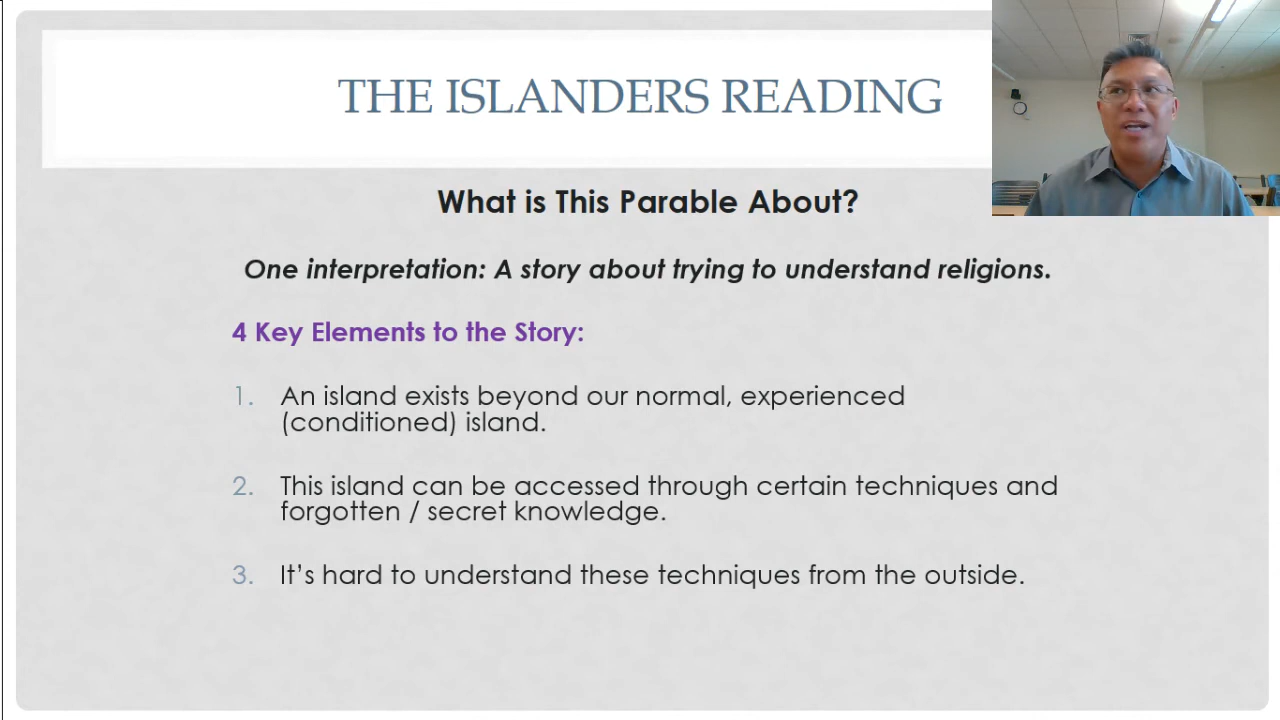 THE ISLANDERS READING
What is This Parable About?
One interpretation: A story about trying to understand religions.
4 Key Elements to the Story:
1. An island exists beyond our normal, experienced
(conditioned) island.
2. This island can be accessed through certain techniques and
forgotten / secret knowledge.
3. It’s hard to understand these techniques from the outside.